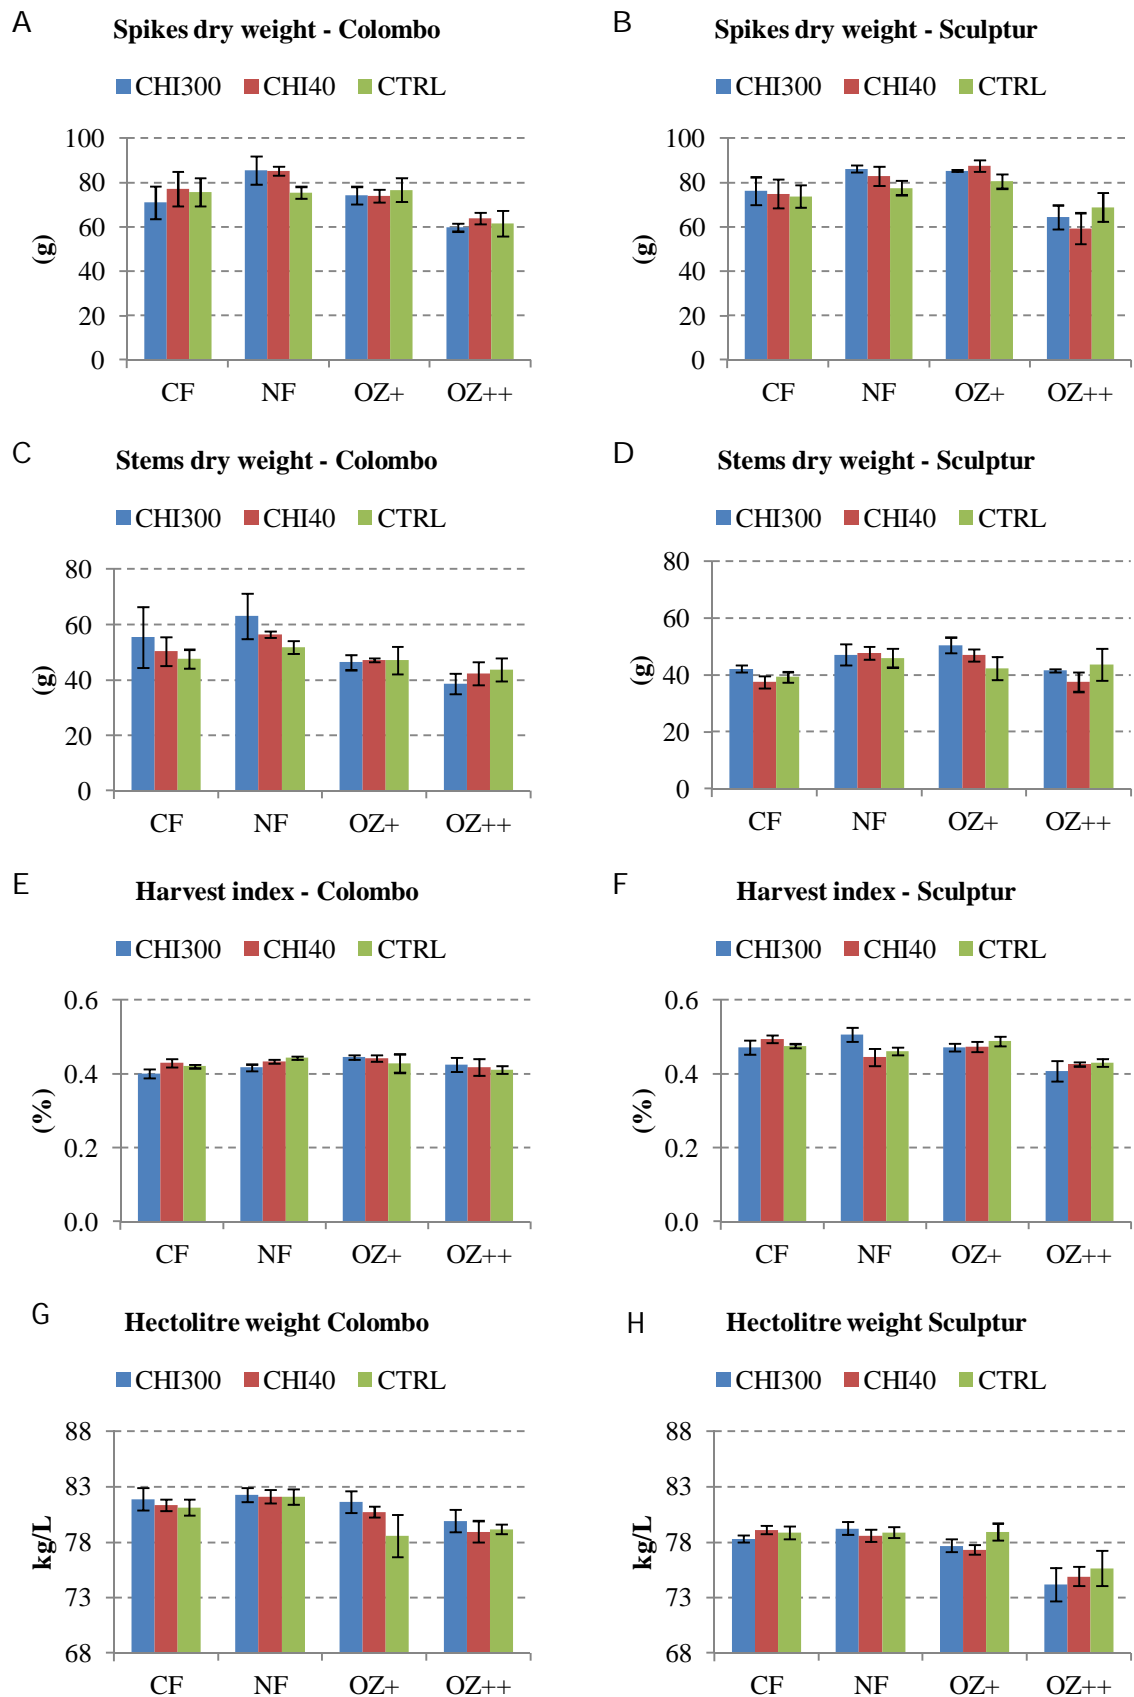 A Spikes dry weight - Colombo
CHI300 CHI40 CTRL
(g)
100
80
60
40
20
0
CF NF OZ+ OZ++
B Spikes dry weight - Sculptur
CHI300 CHI40 CTRL
(g)
100
80
60
40
20
0
CF NF OZ+ OZ++
C Stems dry weight - Colombo
CHI300 CHI40 CTRL
(g)
80
60
40
20
0
CF NF OZ+ OZ++
D Stems dry weight - Sculptur
CHI300 CHI40 CTRL
(g)
80
60
40
20
0
CF NF OZ+ OZ++
E Harvest index - Colombo
CHI300 CHI40 CTRL
(%)
0.6
0.4
0.2
0.0
CF NF OZ+ OZ++
F Harvest index - Sculptur
CHI300 CHI40 CTRL
(%)
0.6
0.4
0.2
0.0
CF NF OZ+ OZ++
G Hectolitre weight Colombo
CHI300 CHI40 CTRL
kg/L
88
83
78
73
68
CF NF OZ+ OZ++
H Hectolitre weight Sculptur
CHI300 CHI40 CTRL
kg/L
88
83
78
73
68
CF NF OZ+ OZ++